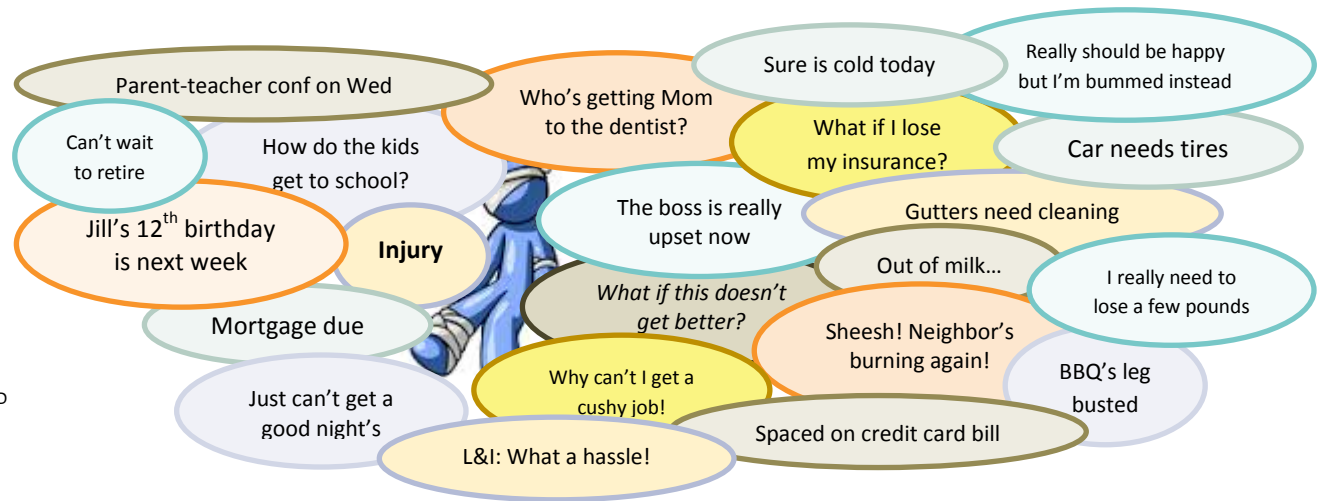 Parent-teacher conf on Wed
Who's getting Mom
to the dentist?
Sure is cold today
Really should be happy
but I'm bummed instead
Can't wait
to retire
How do the kids
get to school?
What if I lose
my insurance?
Car needs tires
Jill's 12th birthday
is next week
Injury
The boss is really
upset now
Gutters need cleaning
Out of milk…
I really need to
lose a few pounds
Mortgage due
What if this doesn't
get better?
Sheesh! Neighbor's
burning again!
Just can't get a
good night's
Why can't I get a
cushy job!
BBQ's leg
busted
L&I: What a hassle!
Spaced on credit card bill